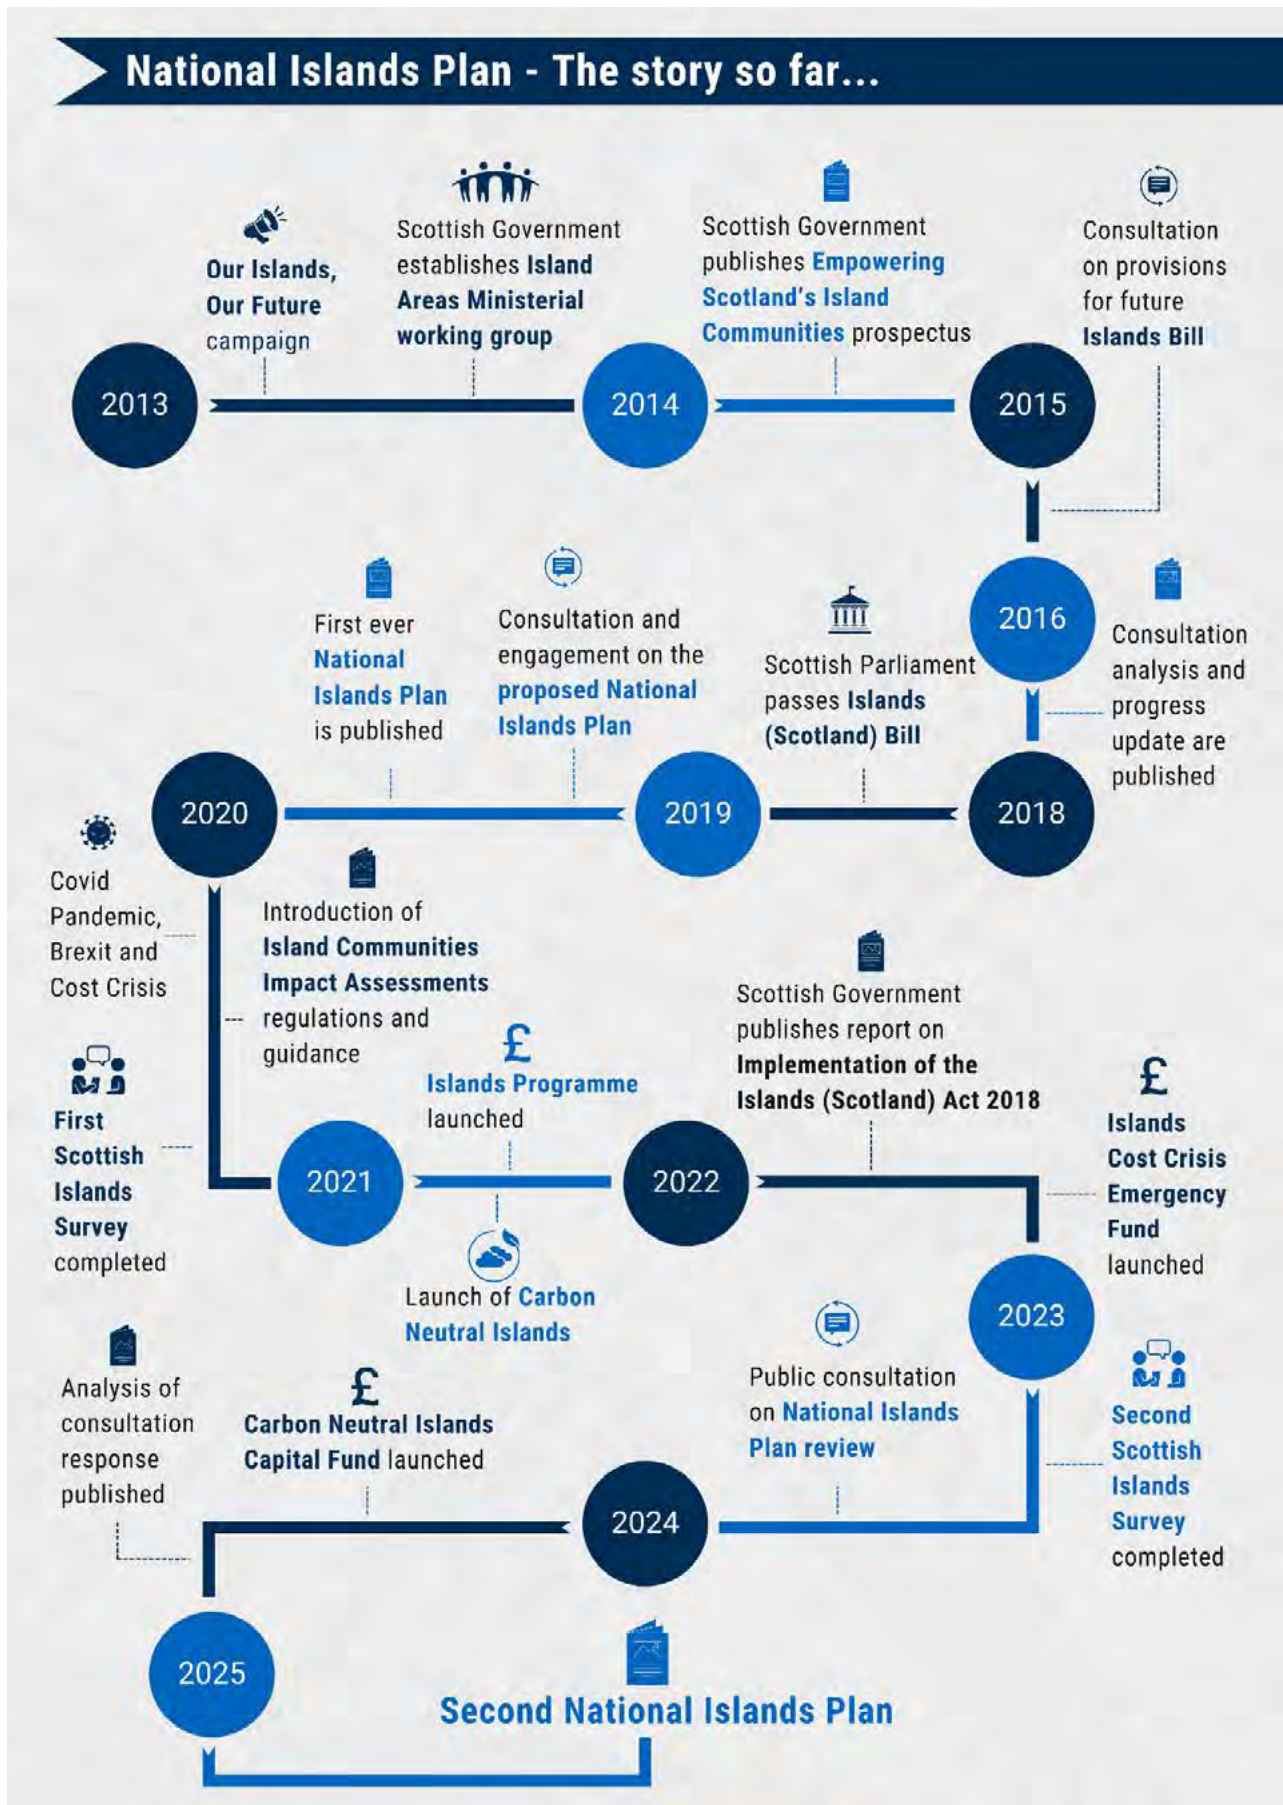 National Islands Plan - The story so far...
2013
Our Islands,
Our Future
campaign
Scottish Government
establishes Island
Areas Ministerial
working group
2014
Scottish Government
publishes Empowering
Scotland's Island
Communities prospectus
2015
Consultation
on provisions
for future
Islands Bill
2016
Consultation
analysis and
progress
update are
published
2018
Scottish Parliament
passes Islands
(Scotland) Bill
2019
Consultation and
engagement on the
proposed National
Islands Plan
First ever
National
Islands Plan
is published
2020
Covid
Pandemic,
Brexit and
Cost Crisis
Introduction of
Island Communities
Impact Assessments
regulations and
guidance
First
Scottish
Islands
Survey
completed
2021
£
Islands Programme
launched
Launch of Carbon
Neutral Islands
2022
Scottish Government
publishes report on
Implementation of the
Islands (Scotland) Act 2018
£
Islands
Cost Crisis
Emergency
Fund
launched
2023
Second
Scottish
Islands
Survey
completed
Public consultation
on National Islands
Plan review
2024
£
Carbon Neutral Islands
Capital Fund launched
Analysis of
consultation
response
published
2025
Second National Islands Plan